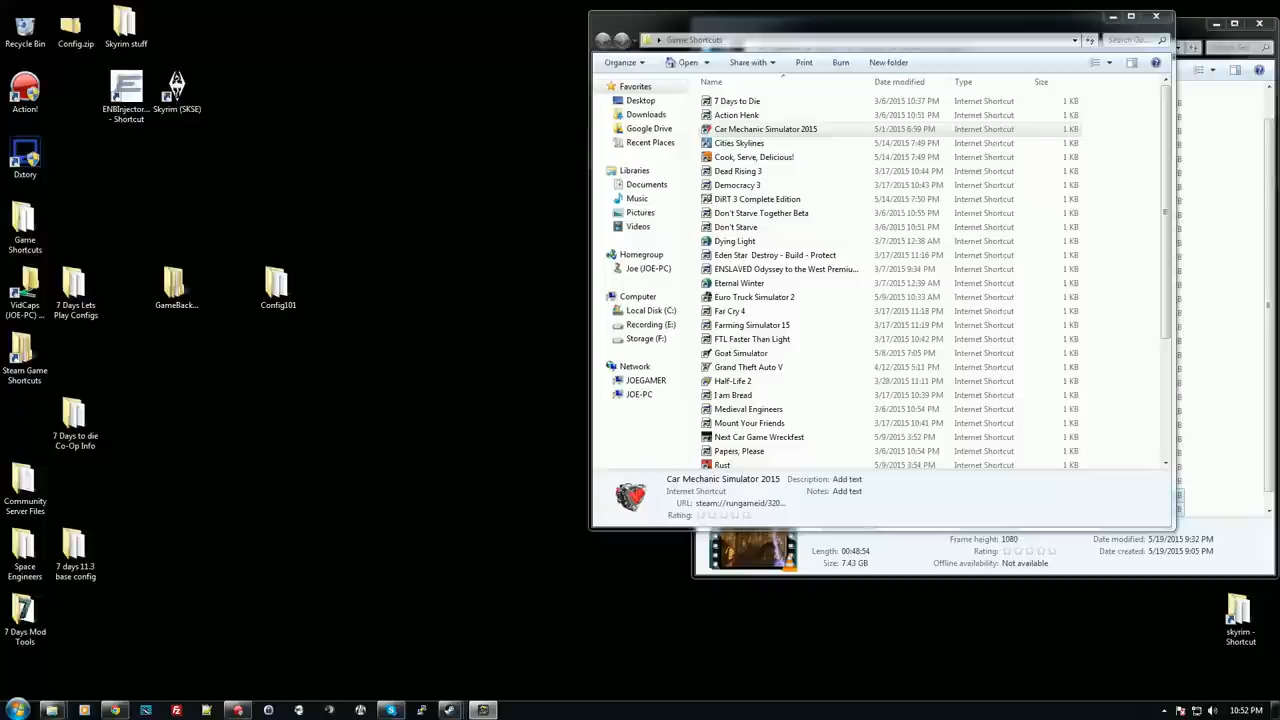 Recycle Bin
Config.zip
Skyrim stuff
Action!
ENBInjector...
- Shortcut
Skyrim (SKSE)
Dxtory
Game
Shortcuts
VidCaps
(JOE-PC) ...
7 Days Lets
Play Configs
GameBack...
Config101
Steam Game
Shortcuts
7 Days to die
Co-Op Info
Community
Server Files
Space
Engineers
7 days 11.3
base config
7 Days Mod
Tools
skyrim -
Shortcut
Game Shortcuts
Organize
Open
Share with
Print
Burn
New folder
Favorites
Desktop
Downloads
Google Drive
Recent Places
Libraries
Documents
Music
Pictures
Videos
Homegroup
Joe (JOE-PC)
Computer
Local Disk (C:)
Recording (E:)
Storage (F:)
Network
JOEGAMER
JOE-PC
Name Date modified Type Size
7 Days to Die 3/6/2015 10:37 PM Internet Shortcut 1 KB
Action Henk 3/6/2015 10:51 PM Internet Shortcut 1 KB
Car Mechanic Simulator 2015 5/1/2015 6:59 PM Internet Shortcut 1 KB
Cities Skylines 5/14/2015 7:49 PM Internet Shortcut 1 KB
Cook, Serve, Delicious! 5/14/2015 7:49 PM Internet Shortcut 1 KB
Dead Rising 3 3/17/2015 10:44 PM Internet Shortcut 1 KB
Democracy 3 3/17/2015 10:43 PM Internet Shortcut 1 KB
DiRT 3 Complete Edition 5/14/2015 7:50 PM Internet Shortcut 1 KB
Don't Starve Together Beta 3/6/2015 10:55 PM Internet Shortcut 1 KB
Don't Starve 3/6/2015 10:51 PM Internet Shortcut 1 KB
Dying Light 3/7/2015 12:38 AM Internet Shortcut 1 KB
Eden Star Destroy - Build - Protect 3/17/2015 11:16 PM Internet Shortcut 1 KB
ENSLAVED Odyssey to the West Premiu... 3/7/2015 9:34 PM Internet Shortcut 1 KB
Eternal Winter 3/7/2015 12:39 AM Internet Shortcut 1 KB
Euro Truck Simulator 2 5/9/2015 10:33 AM Internet Shortcut 1 KB
Far Cry 4 3/17/2015 11:18 PM Internet Shortcut 1 KB
Farming Simulator 15 3/17/2015 11:19 PM Internet Shortcut 1 KB
FTL Faster Than Light 3/17/2015 10:42 PM Internet Shortcut 1 KB
Goat Simulator 5/8/2015 7:05 PM Internet Shortcut 1 KB
Grand Theft Auto V 4/12/2015 5:11 PM Internet Shortcut 1 KB
Half-Life 2 3/28/2015 11:11 PM Internet Shortcut 1 KB
I am Bread 3/17/2015 10:39 PM Internet Shortcut 1 KB
Medieval Engineers 3/6/2015 10:54 PM Internet Shortcut 1 KB
Mount Your Friends 3/17/2015 10:41 PM Internet Shortcut 1 KB
Next Car Game Wreckfest 5/9/2015 3:52 PM Internet Shortcut 1 KB
Papers, Please 3/6/2015 10:54 PM Internet Shortcut 1 KB
Rust 5/9/2015 3:54 PM Internet Shortcut 1 KB
Car Mechanic Simulator 2015 Description: Add text
Internet Shortcut Notes: Add text
URL: steam://rungameid/320...
Rating:
Frame height: 1080 Date modified: 5/19/2015 9:32 PM
Length: 00:48:54 Rating: Date created: 5/19/2015 9:05 PM
Size: 7.43 GB Offline availability: Not available
10:52 PM